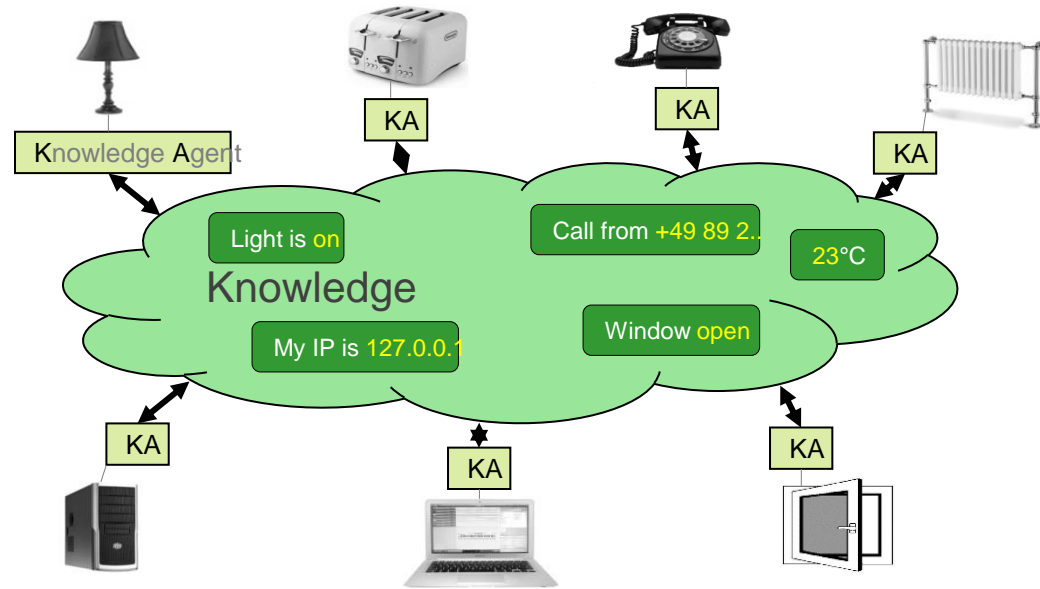 KA
KA
Knowledge Agent
KA
Light is on
Call from +49 89 2..
23°C
Knowledge
My IP is 127.0.0.1
Window open
KA
KA
KA